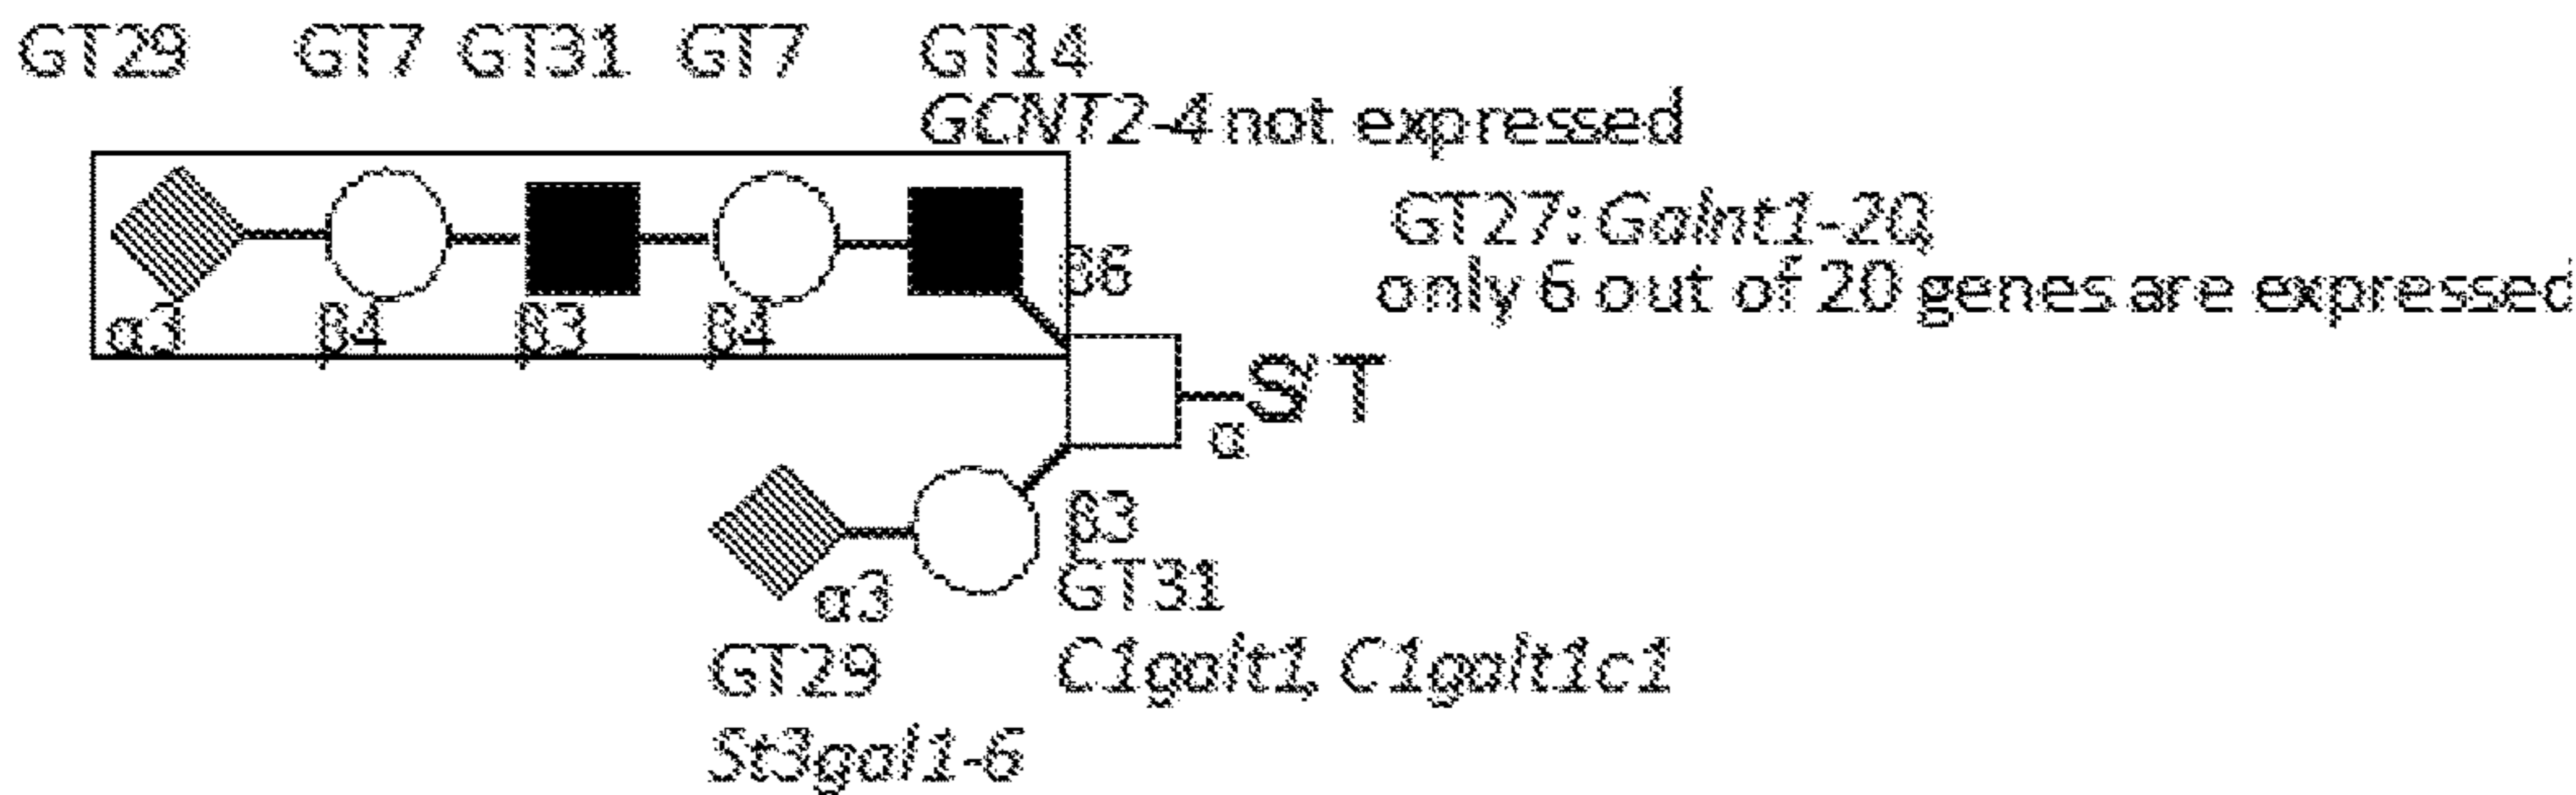 GT29 GT7 GT31 GT7 GT14
GCNT2-4 not expressed
GT27: Galnt1-20
only 6 out of 20 genes are expressed
β6
α3 β4 β3 β4
S/T
α
β3
α3
GT31
GT29
C1galt1, C1galt1c1
St3gal1-6